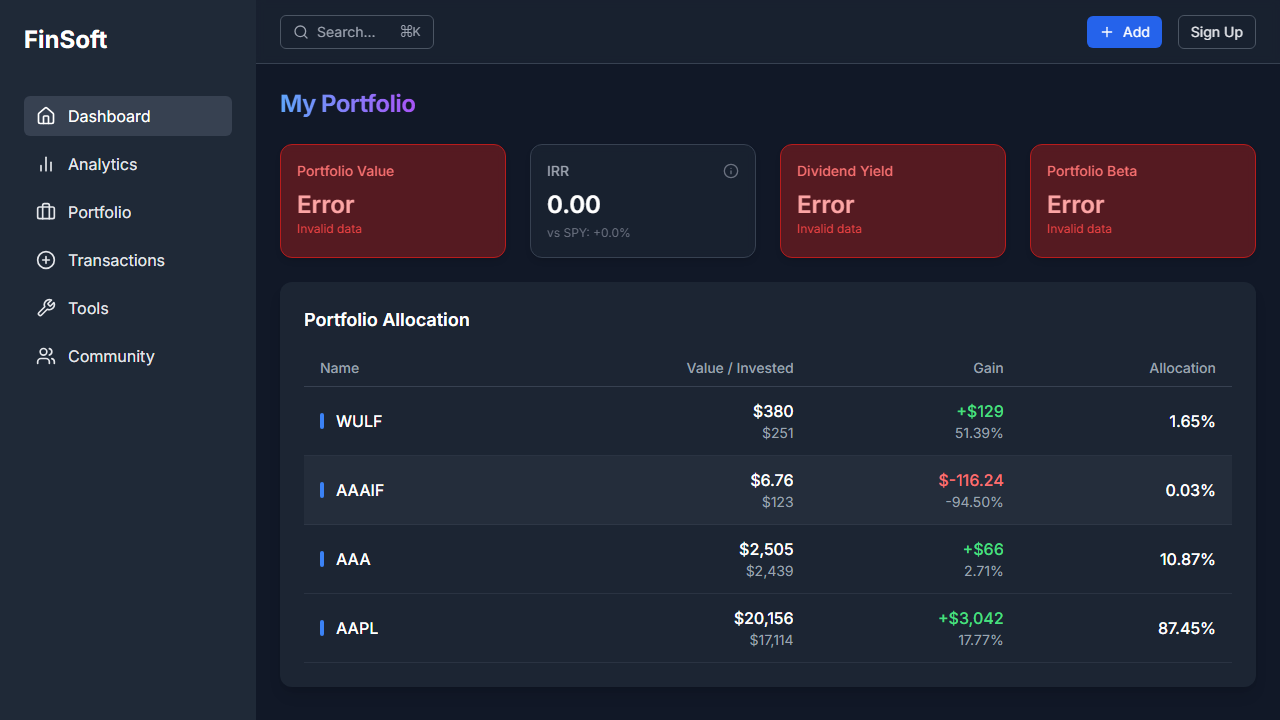 FinSoft
Search... ⌘K
Add
Sign Up
Dashboard
Analytics
Portfolio
Transactions
Tools
Community
My Portfolio
Portfolio Value
Error
Invalid data
IRR
0.00
vs SPY: +0.0%
Dividend Yield
Error
Invalid data
Portfolio Beta
Error
Invalid data
Portfolio Allocation
Name Value / Invested Gain Allocation
WULF $380 +$129 1.65%
$251 51.39%
AAAIF $6.76 $-116.24 0.03%
$123 -94.50%
AAA $2,505 +$66 10.87%
$2,439 2.71%
AAPL $20,156 +$3,042 87.45%
$17,114 17.77%